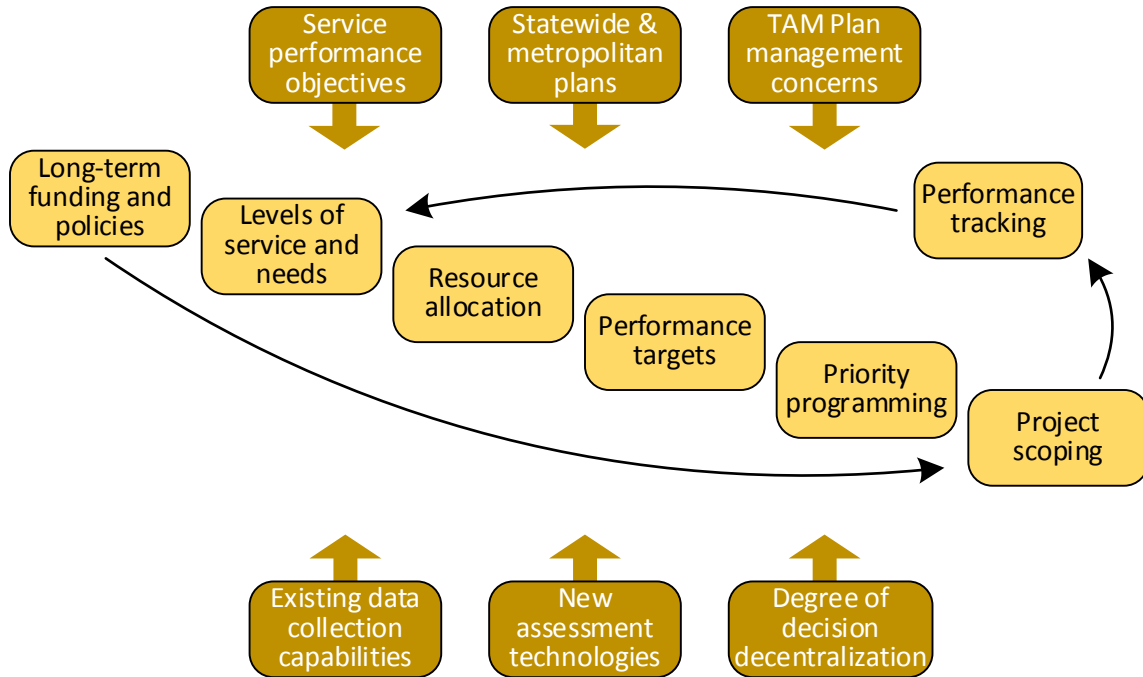 Service
performance
objectives
Statewide &
metropolitan
plans
TAM Plan
management
concerns
Long-term
funding and
policies
Levels of
service and
needs
Resource
allocation
Performance
targets
Priority
programming
Project
scoping
Performance
tracking
Existing data
collection
capabilities
New
assessment
technologies
Degree of
decision
decentralization